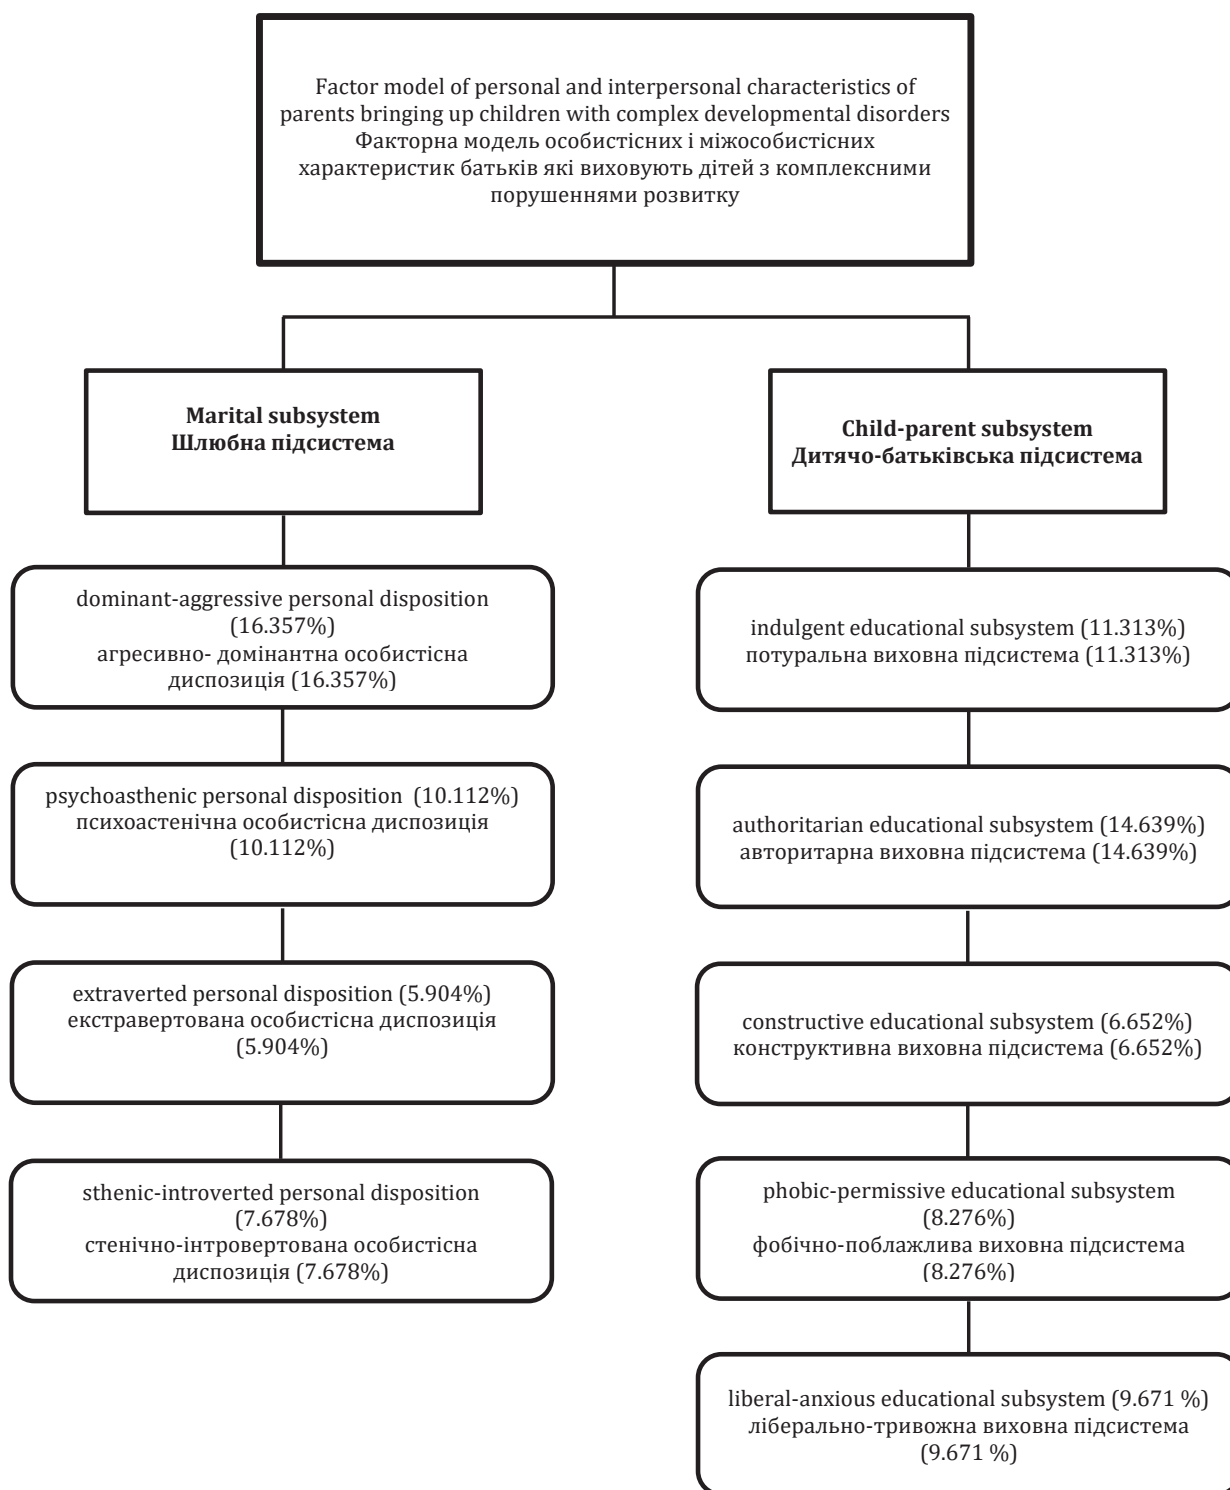 Factor model of personal and interpersonal characteristics of
parents bringing up children with complex developmental disorders
Факторна модель особистісних і міжособистісних
характеристик батьків які виховують дітей з комплексними
порушеннями розвитку
Marital subsystem
Шлюбна підсистема
dominant-aggressive personal disposition
(16.357%)
агресивно- домінантна особистісна
диспозиція (16.357%)
psychoasthenic personal disposition (10.112%)
психоастенічна особистісна диспозиція
(10.112%)
extraverted personal disposition (5.904%)
екстравертована особистісна диспозиція
(5.904%)
sthenic-introverted personal disposition
(7.678%)
стенічно-інтровертована особистісна
диспозиція (7.678%)
Child-parent subsystem
Дитячо-батьківська підсистема
indulgent educational subsystem (11.313%)
потуральна виховна підсистема (11.313%)
authoritarian educational subsystem (14.639%)
авторитарна виховна підсистема (14.639%)
constructive educational subsystem (6.652%)
конструктивна виховна підсистема (6.652%)
phobic-permissive educational subsystem
(8.276%)
фобічно-поблажлива виховна підсистема
(8.276%)
liberal-anxious educational subsystem (9.671 %)
ліберально-тривожна виховна підсистема
(9.671 %)